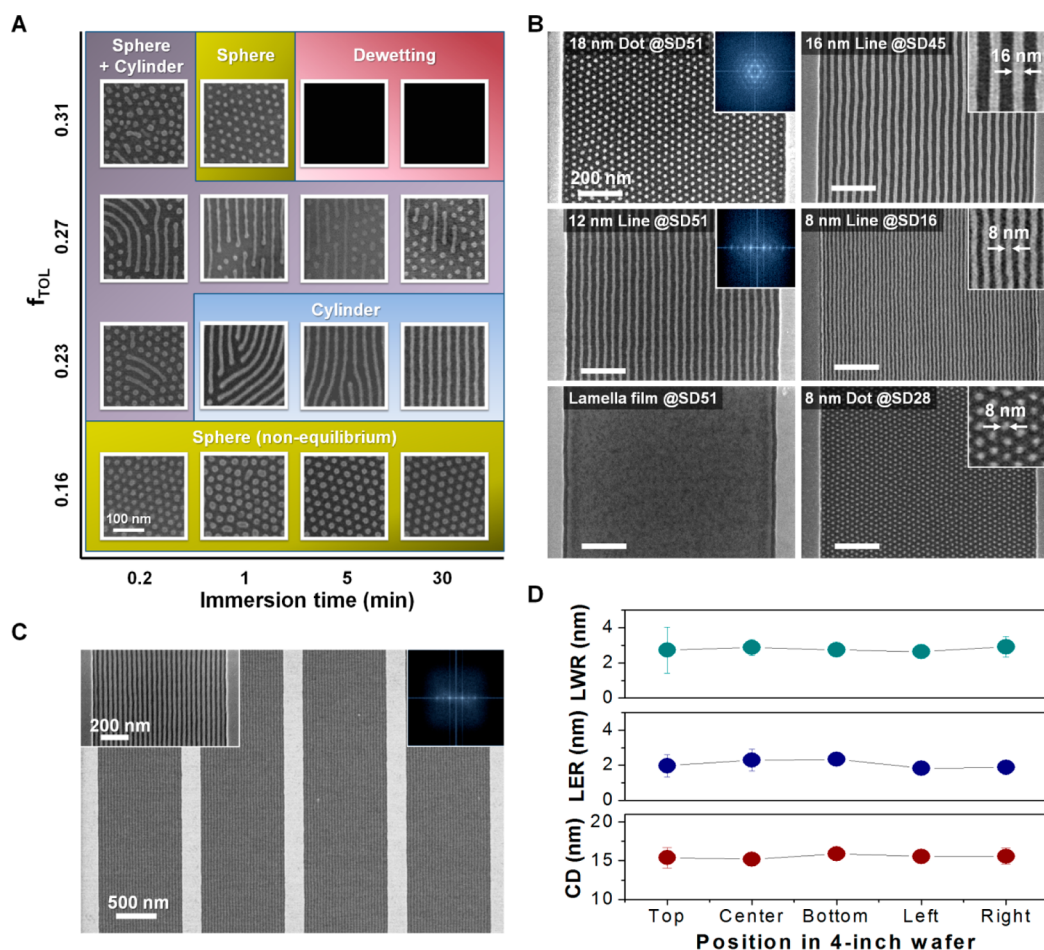 A
Sphere
+ Cylinder
Sphere
Dewetting
0.31
0.27
f_TOL
0.23
Cylinder
Sphere (non-equilibrium)
0.16
100 nm
0.2
1
5
30
Immersion time (min)
B
18 nm Dot @SD51
200 nm
16 nm Line @SD45
16 nm
12 nm Line @SD51
8 nm Line @SD16
8 nm
Lamella film @SD51
8 nm Dot @SD28
8 nm
C
200 nm
500 nm
D
LWR (nm)
4
2
0
LER (nm)
4
2
0
CD (nm)
20
15
10
Top
Center
Bottom
Left
Right
Position in 4-inch wafer